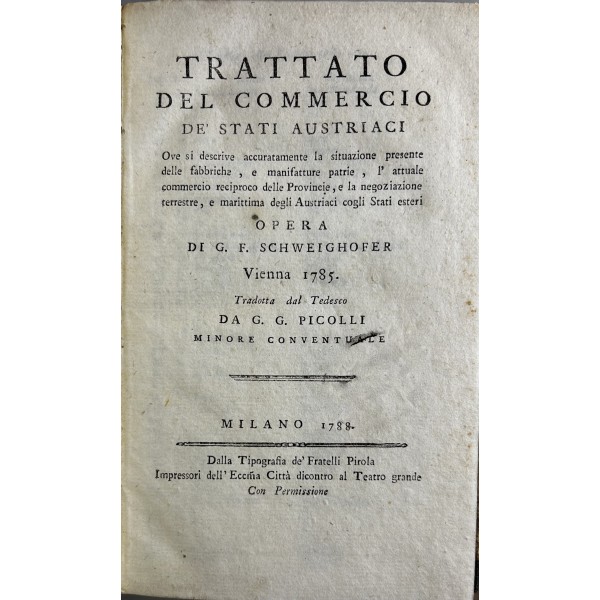 TRATTATO
DEL COMMERCIO
DE' STATI AUSTRIACI
Ove si descrive accuratamente la situazione presente
delle fabbriche, e manifatture patrie, l' attuale
commercio reciproco delle Provincie, e la negoziazione
terrestre, e marittima degli Austriaci cogli Stati esteri
OPERA
DI G. F. SCHWEIGHOFER
Vienna 1785.
Tradotta dal Tedesco
DA G. G. PICOLLI
MINORE CONVENTUALE
MILANO 1788.
Dalla Tipografia de' Fratelli Pirola
Impressori dell' Eccm̃a Città dicontro al Teatro grande
Con Permissione